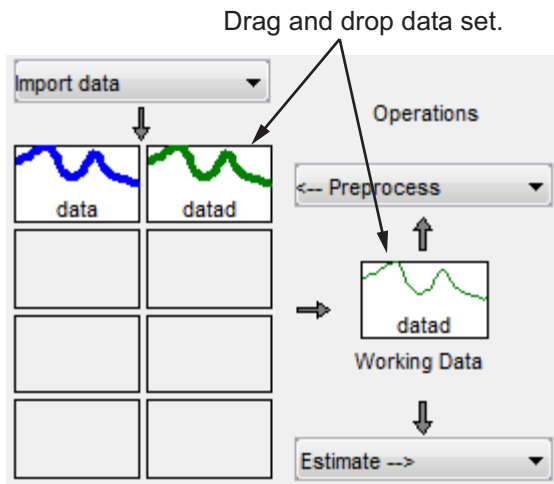 Drag and drop data set.
Import data
Operations
data
datad
<-- Preprocess
datad
Working Data
Estimate -->